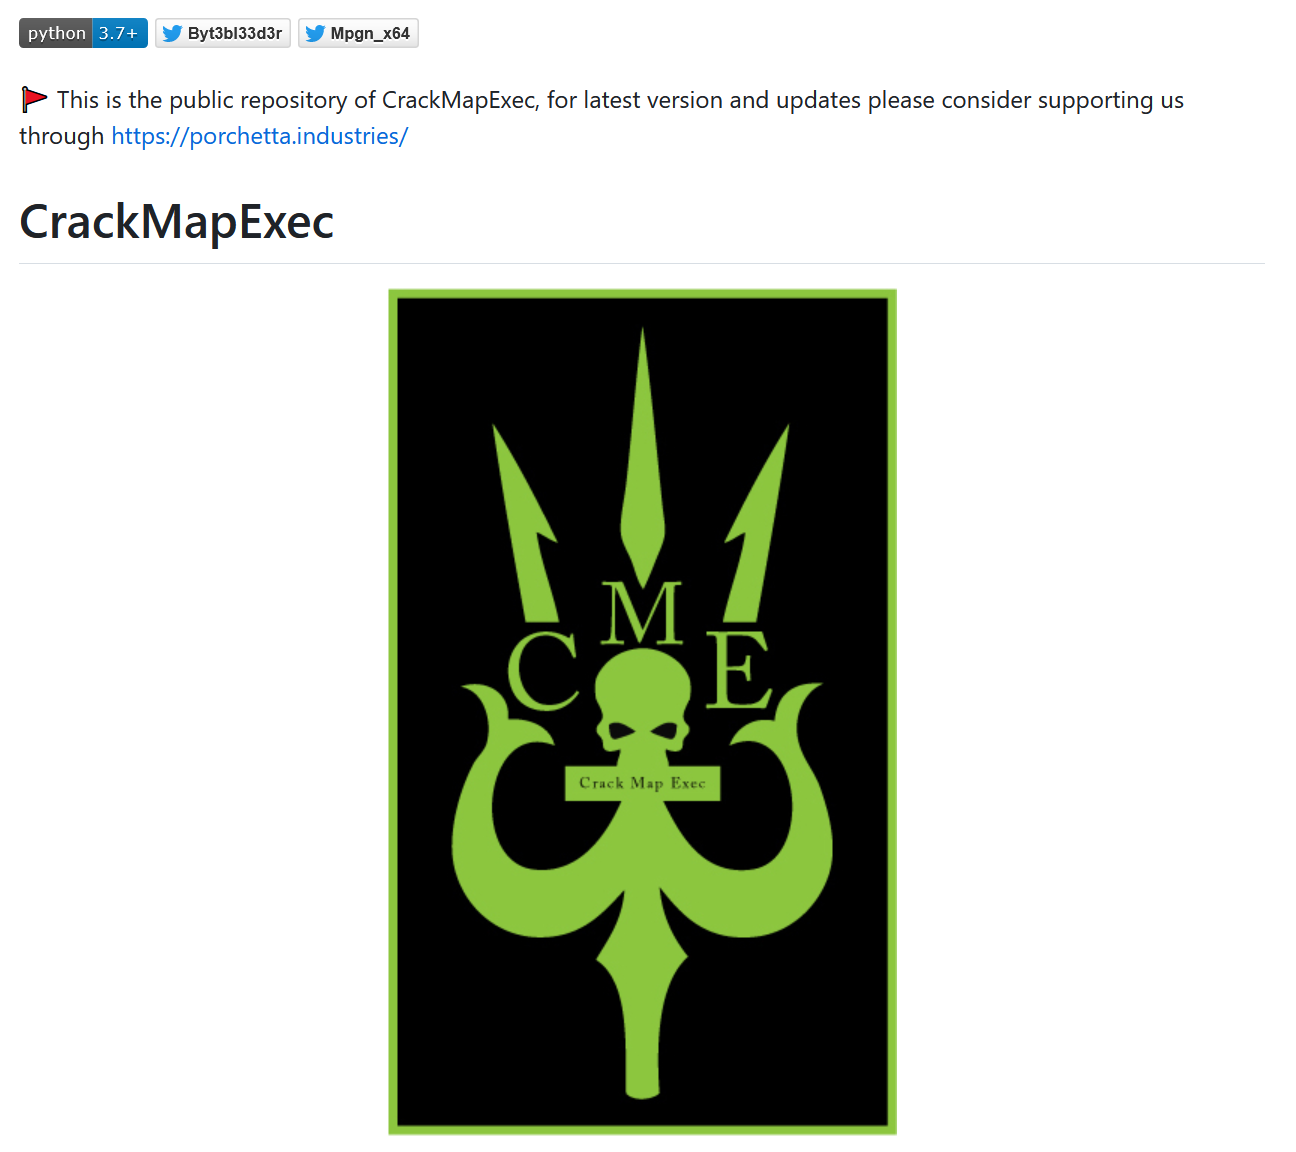 python 3.7+ Byt3bl33d3r Mpgn_x64
This is the public repository of CrackMapExec, for latest version and updates please consider supporting us
through https://porchetta.industries/
CrackMapExec
M
C E
Crack Map Exec